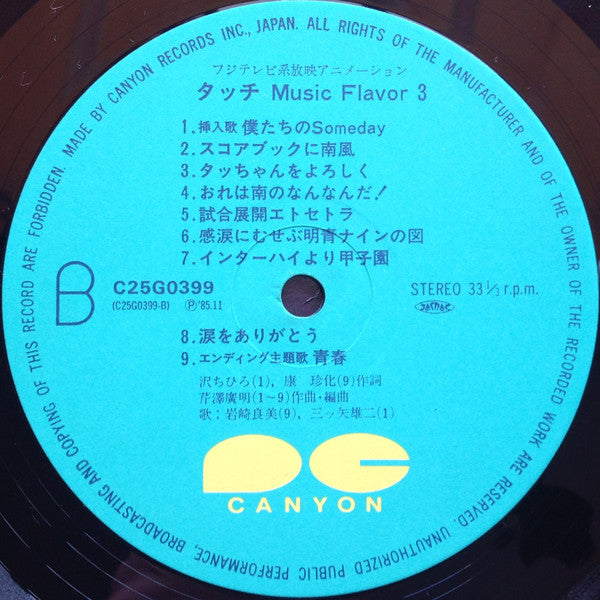 MADE BY CANYON RECORDS INC., JAPAN. ALL RIGHTS OF THE MANUFACTURER AND OF THE OWNER OF THE RECORDED WORK ARE RESERVED. UNAUTHORIZED PUBLIC PERFORMANCE, BROADCASTING AND COPYING OF THIS RECORD ARE FORBIDDEN.
フジテレビ系放映アニメーション
タッチ Music Flavor 3
1.挿入歌 僕たちのSomeday
2.スコアブックに南風
3.タッちゃんをよろしく
4.おれは南のなんなんだ!
5.試合展開エトセトラ
6.感涙にむせぶ明青ナインの図
7.インターハイより甲子園
B
C25G0399
(C25G0399-B) Ⓟ'85.11
STEREO 33 1/3 r.p.m.
JASRAC
8.涙をありがとう
9.エンディング主題歌 青春
沢ちひろ(1), 康 珍化(9)作詞
芹澤廣明(1~9)作曲・編曲
歌:岩崎良美(9), 三ッ矢雄二(1)
PC
CANYON